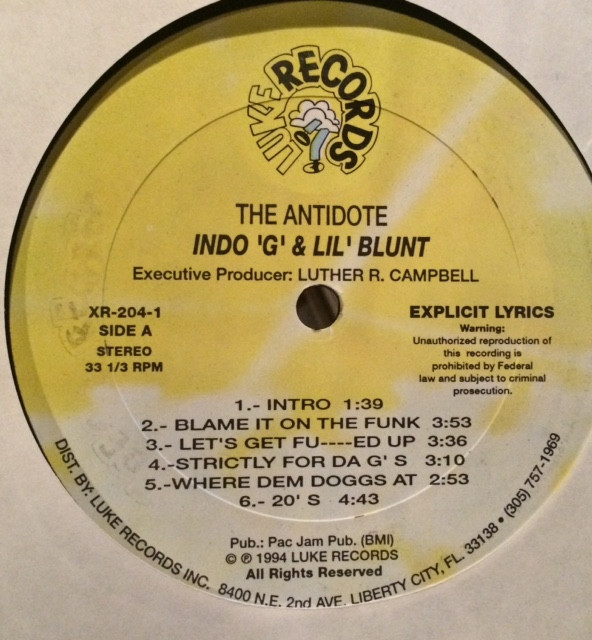 LUKE RECORDS
THE ANTIDOTE
INDO 'G' & LIL' BLUNT
Executive Producer: LUTHER R. CAMPBELL
XR-204-1
SIDE A
STEREO
33 1/3 RPM
EXPLICIT LYRICS
Warning:
Unauthorized reproduction of
this recording is
prohibited by Federal
law and subject to criminal
prosecution.
1.- INTRO 1:39
2.- BLAME IT ON THE FUNK 3:53
3.- LET'S GET FU----ED UP 3:36
4.-STRICTLY FOR DA G' S 3:10
5.-WHERE DEM DOGGS AT 2:53
6.- 20' S 4:43
Pub.: Pac Jam Pub. (BMI)
© ℗ 1994 LUKE RECORDS
All Rights Reserved
DIST. BY: LUKE RECORDS INC. 8400 N.E. 2nd AVE. LIBERTY CITY, FL. 33138 • (305) 757-1969